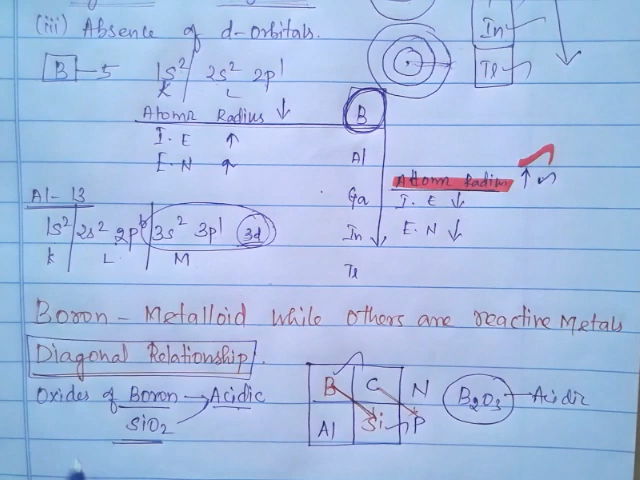 (iii) Absence of d-orbitals.
In
Tl
B - 5 1s² 2s² 2p¹
K L
Atomic Radius ↓
I. E ↑
E. N ↑
B
Al
Ga
In
Tl
Atomic Radius ↑
I. E ↓
E. N ↓
Al - 13
1s² 2s² 2p⁶ 3s² 3p¹ 3d
K L M
Boron - Metalloid while others are reactive Metals
Diagonal Relationship
Oxides of Boron → Acidic
SiO₂
B C N
Al Si P
B₂O₃ - Acidic